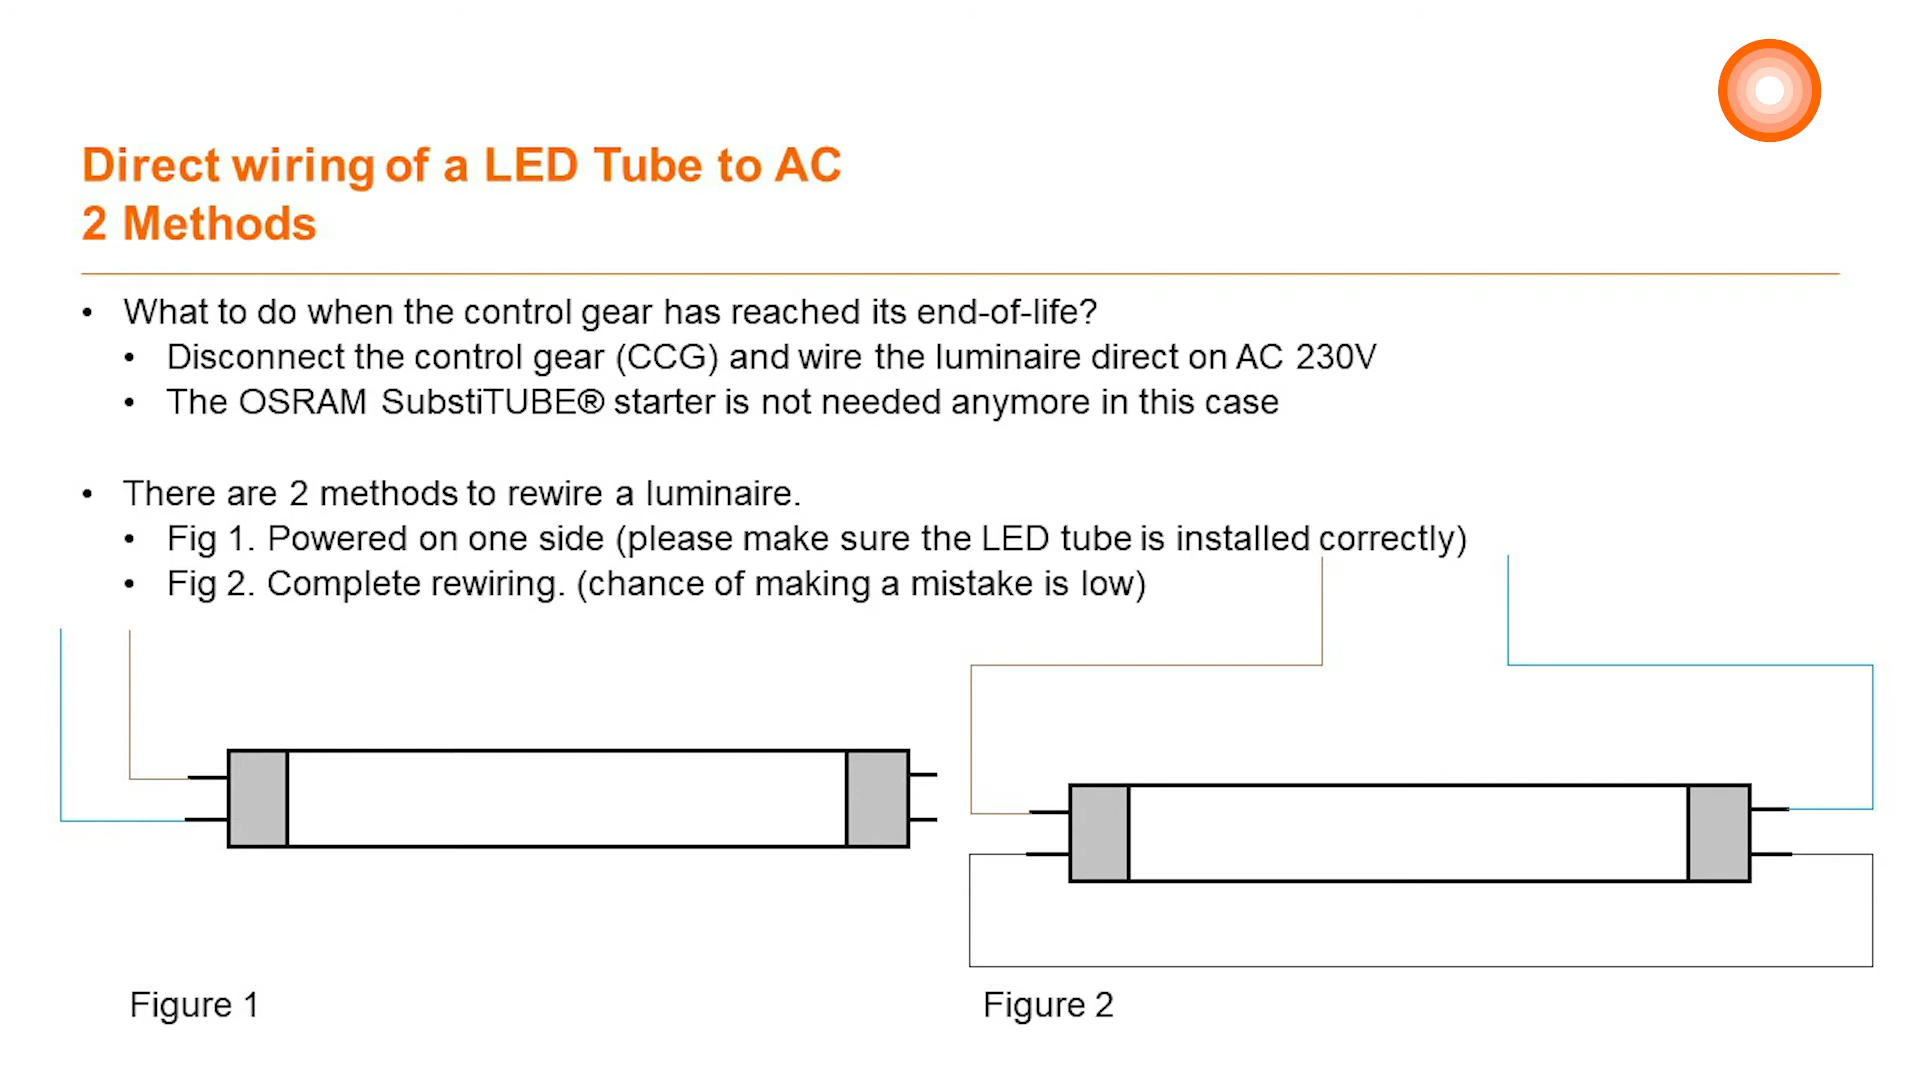 Direct wiring of a LED Tube to AC
2 Methods
• What to do when the control gear has reached its end-of-life?
• Disconnect the control gear (CCG) and wire the luminaire direct on AC 230V
• The OSRAM SubstiTUBE® starter is not needed anymore in this case
• There are 2 methods to rewire a luminaire.
• Fig 1. Powered on one side (please make sure the LED tube is installed correctly)
• Fig 2. Complete rewiring. (chance of making a mistake is low)
Figure 1
Figure 2